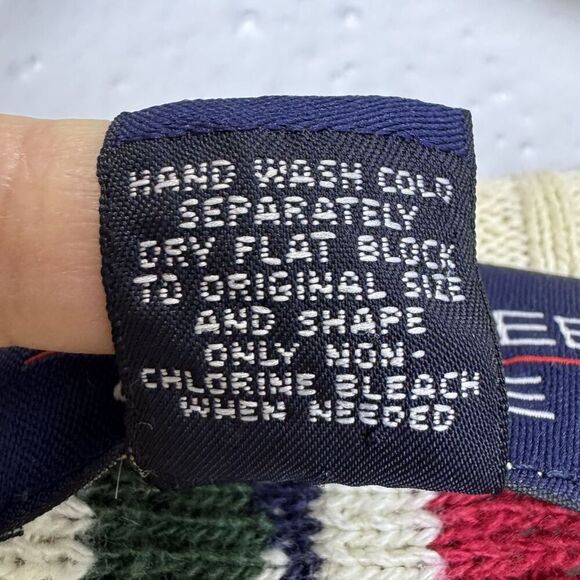 HAND WASH COLD
SEPARATELY
DRY FLAT BLOCK
TO ORIGINAL SIZE
AND SHAPE
ONLY NON-
CHLORINE BLEACH
WHEN NEEDED